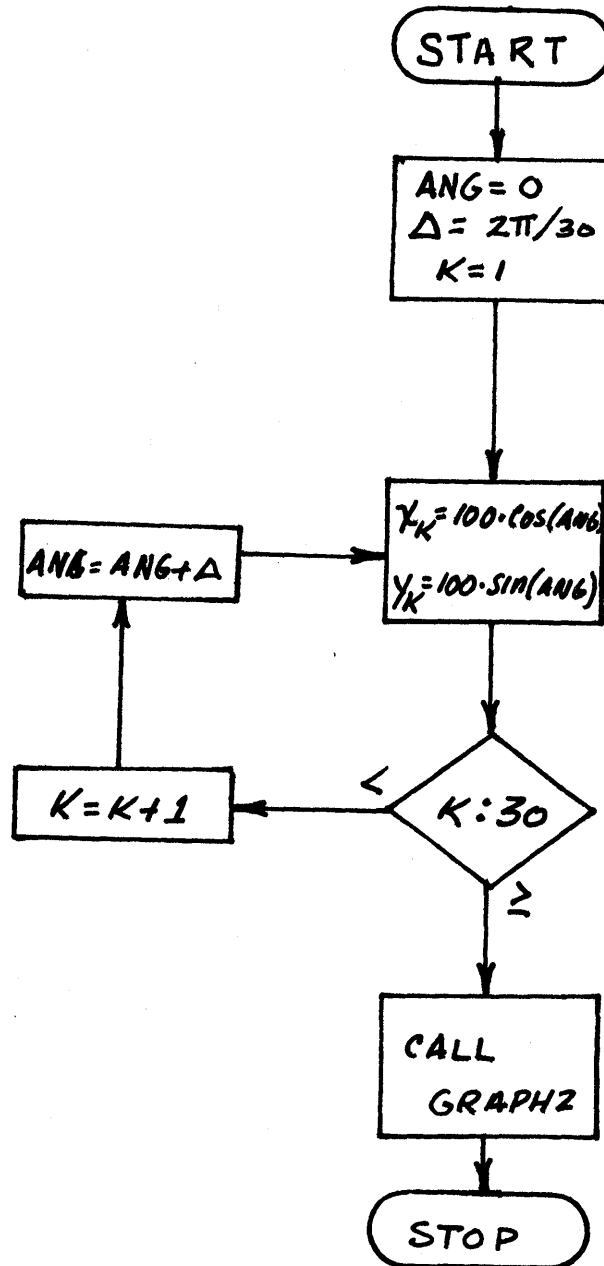 START
ANG = 0
Δ = 2π/30
K = 1
X_K = 100·COS(ANG)
Y_K = 100·SIN(ANG)
ANG = ANG + Δ
K : 30
<
K = K + 1
≥
CALL
GRAPH2
STOP